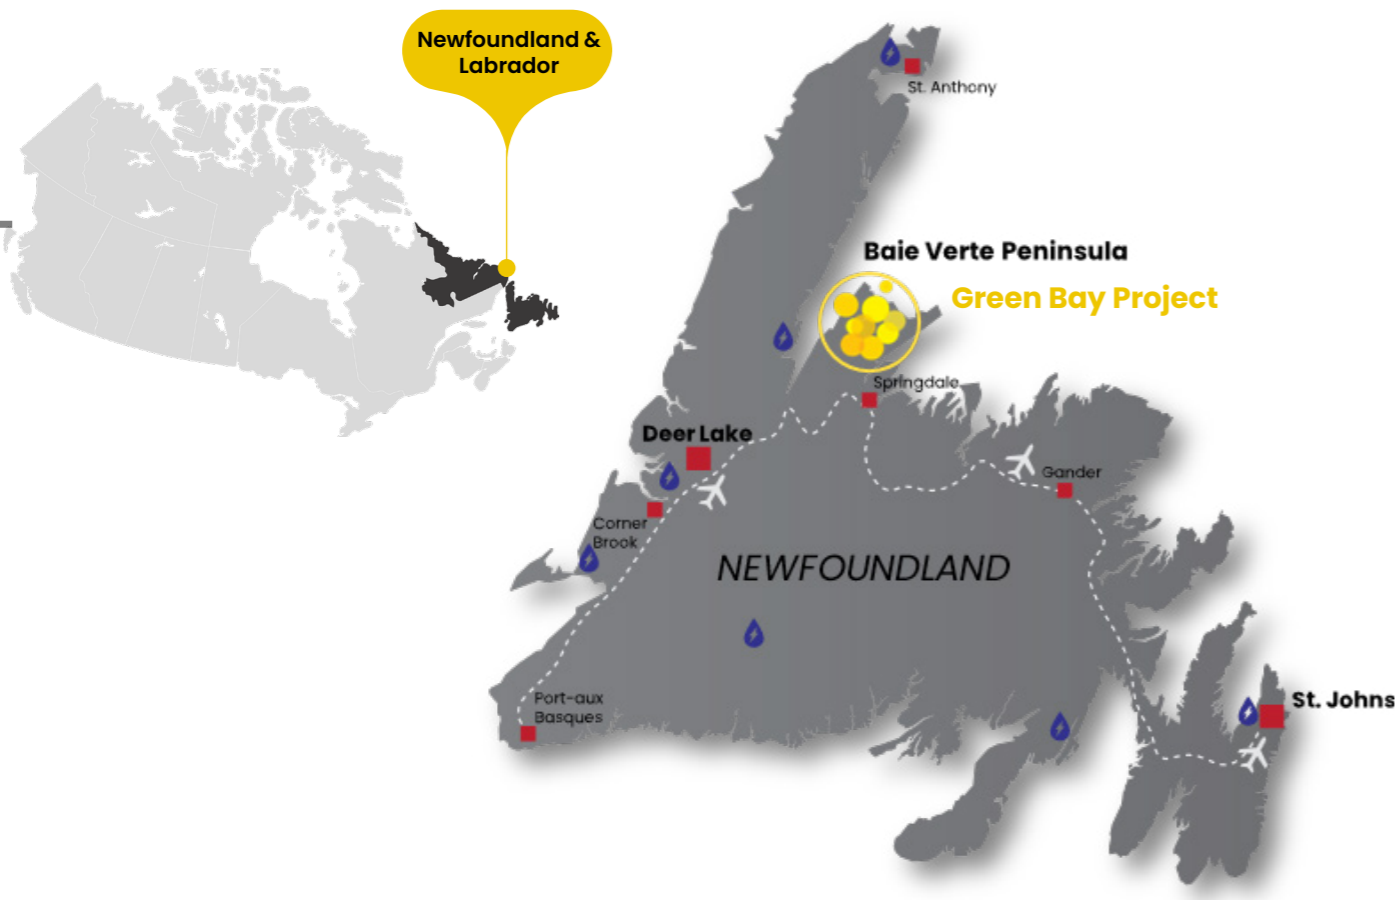 Newfoundland &
Labrador
St. Anthony
Baie Verte Peninsula
Green Bay Project
Springdale
Deer Lake
Gander
Corner
Brook
NEWFOUNDLAND
Port-aux
Basques
St. Johns